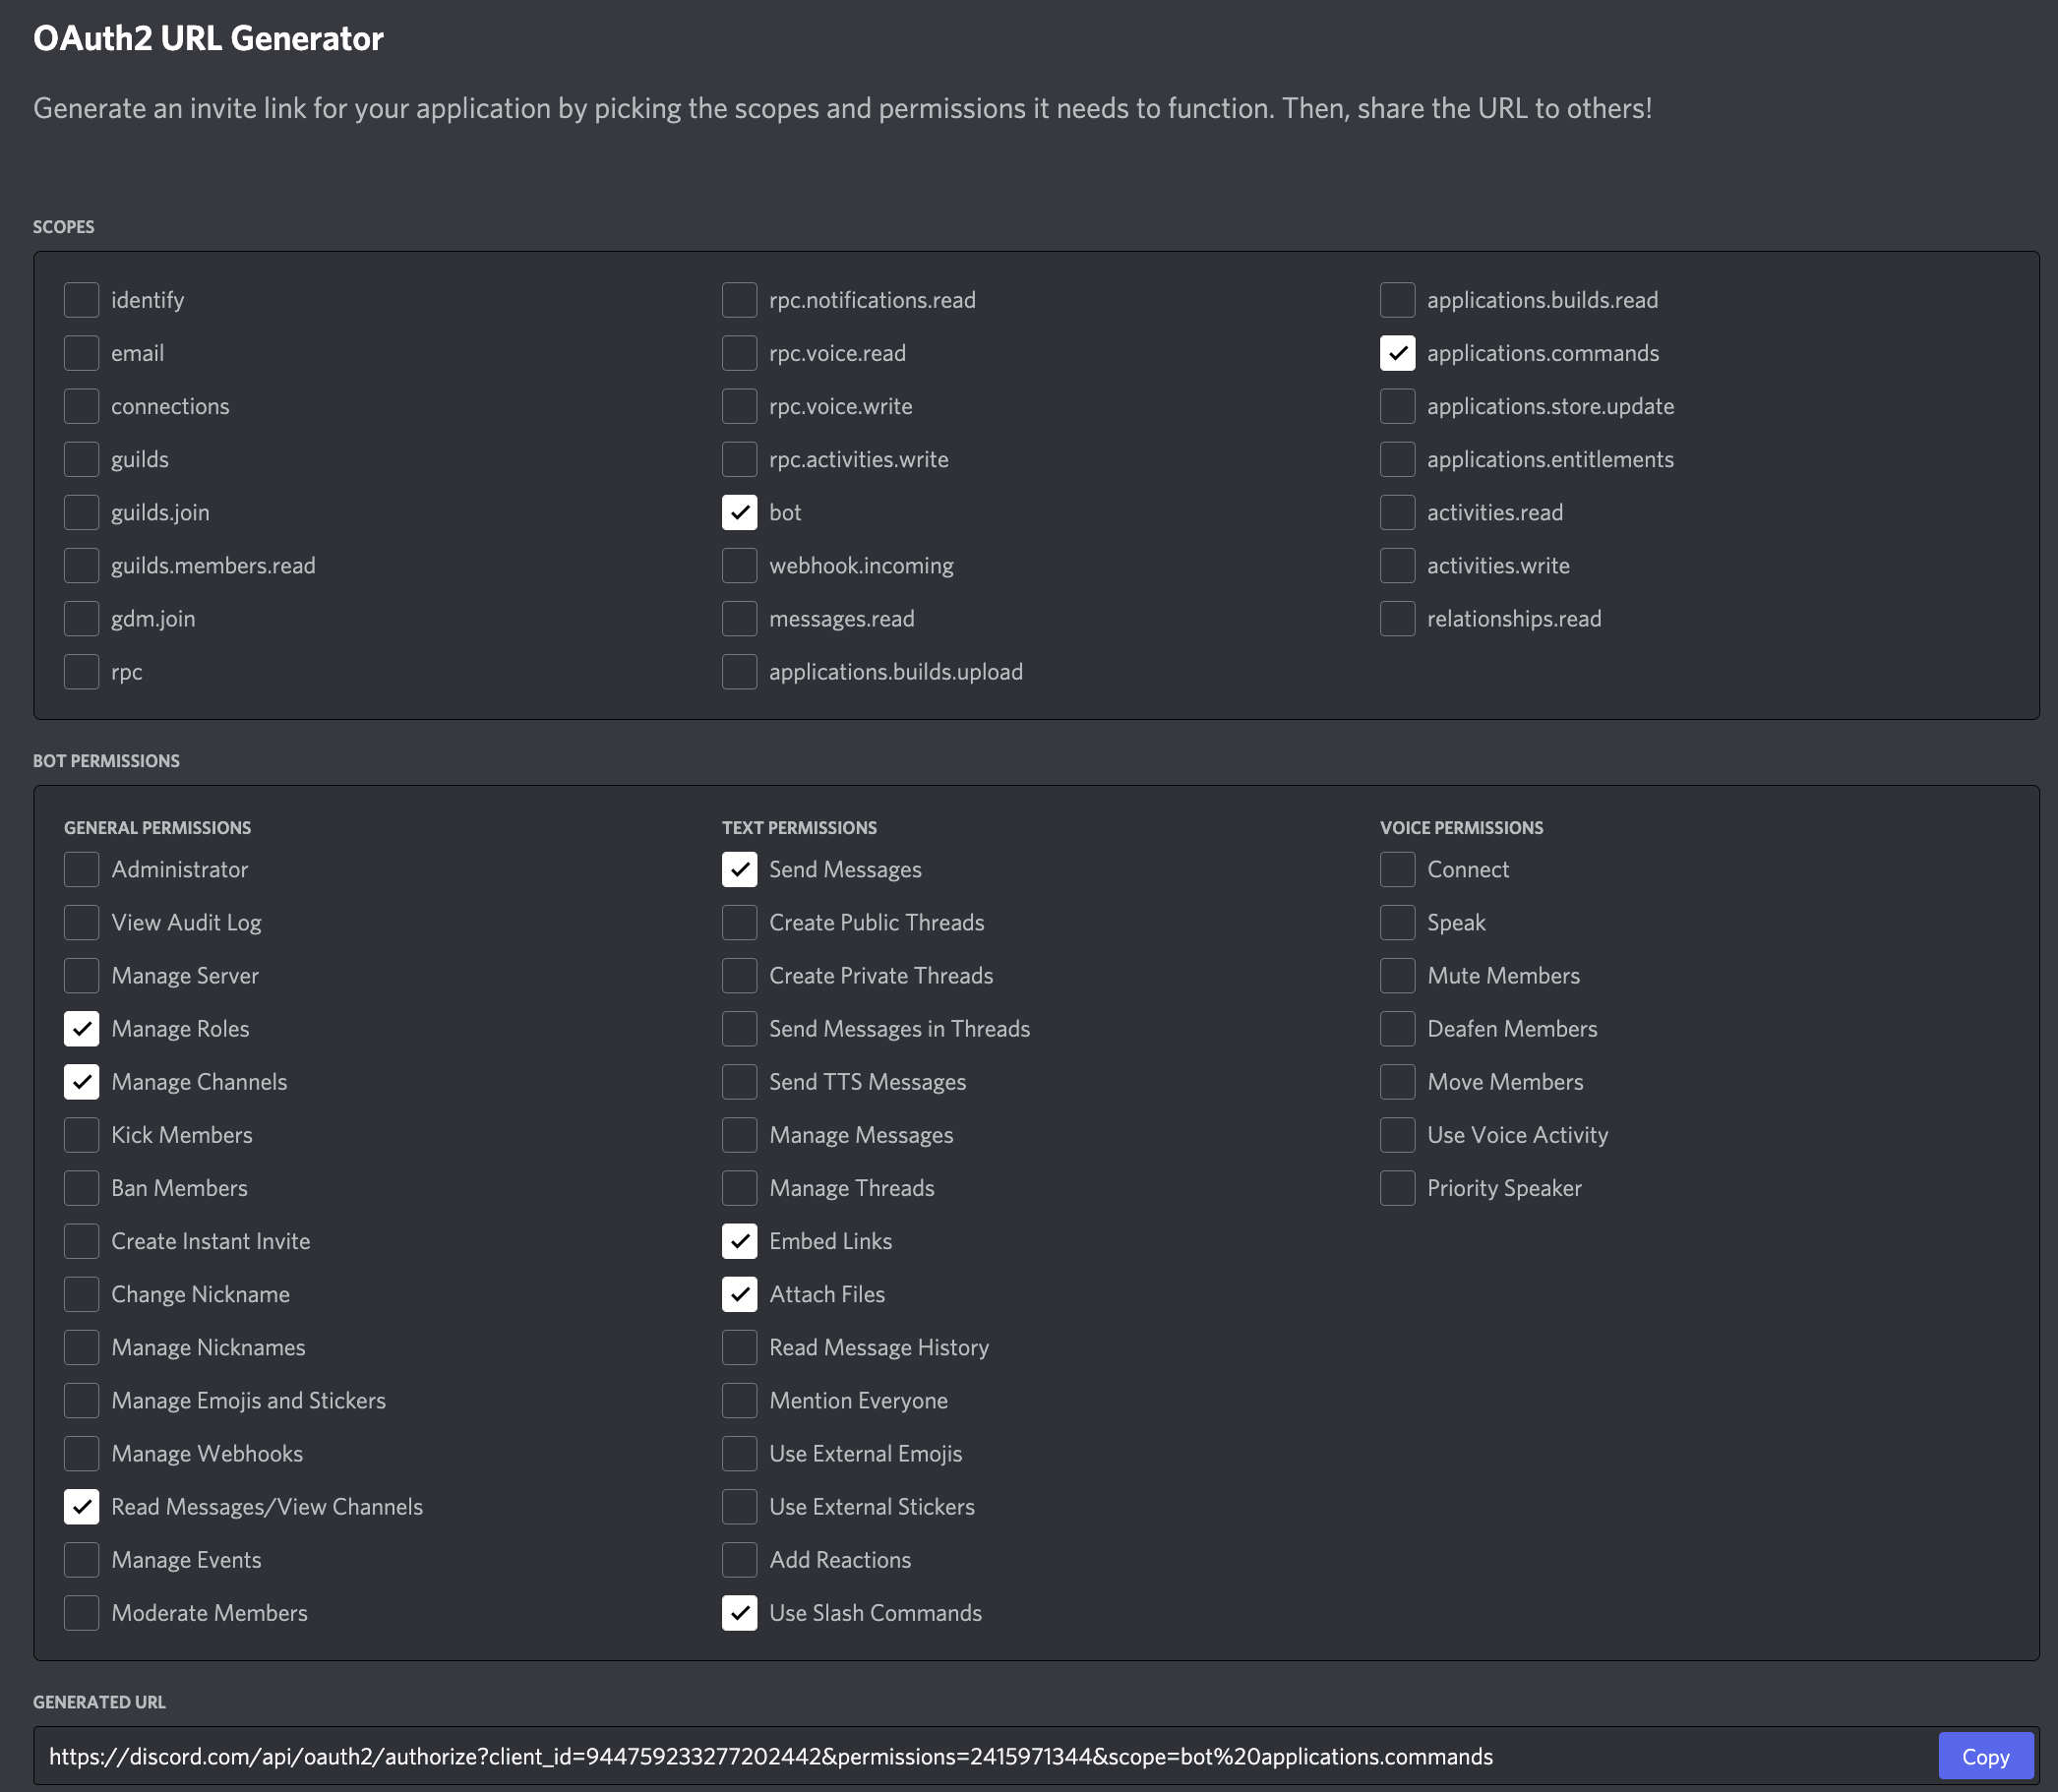 OAuth2 URL Generator
Generate an invite link for your application by picking the scopes and permissions it needs to function. Then, share the URL to others!
SCOPES
identify
email
connections
guilds
guilds.join
guilds.members.read
gdm.join
rpc
rpc.notifications.read
rpc.voice.read
rpc.voice.write
rpc.activities.write
bot
webhook.incoming
messages.read
applications.builds.upload
applications.builds.read
applications.commands
applications.store.update
applications.entitlements
activities.read
activities.write
relationships.read
BOT PERMISSIONS
GENERAL PERMISSIONS
Administrator
View Audit Log
Manage Server
Manage Roles
Manage Channels
Kick Members
Ban Members
Create Instant Invite
Change Nickname
Manage Nicknames
Manage Emojis and Stickers
Manage Webhooks
Read Messages/View Channels
Manage Events
Moderate Members
TEXT PERMISSIONS
Send Messages
Create Public Threads
Create Private Threads
Send Messages in Threads
Send TTS Messages
Manage Messages
Manage Threads
Embed Links
Attach Files
Read Message History
Mention Everyone
Use External Emojis
Use External Stickers
Add Reactions
Use Slash Commands
VOICE PERMISSIONS
Connect
Speak
Mute Members
Deafen Members
Move Members
Use Voice Activity
Priority Speaker
GENERATED URL
https://discord.com/api/oauth2/authorize?client_id=944759233277202442&permissions=2415971344&scope=bot%20applications.commands
Copy